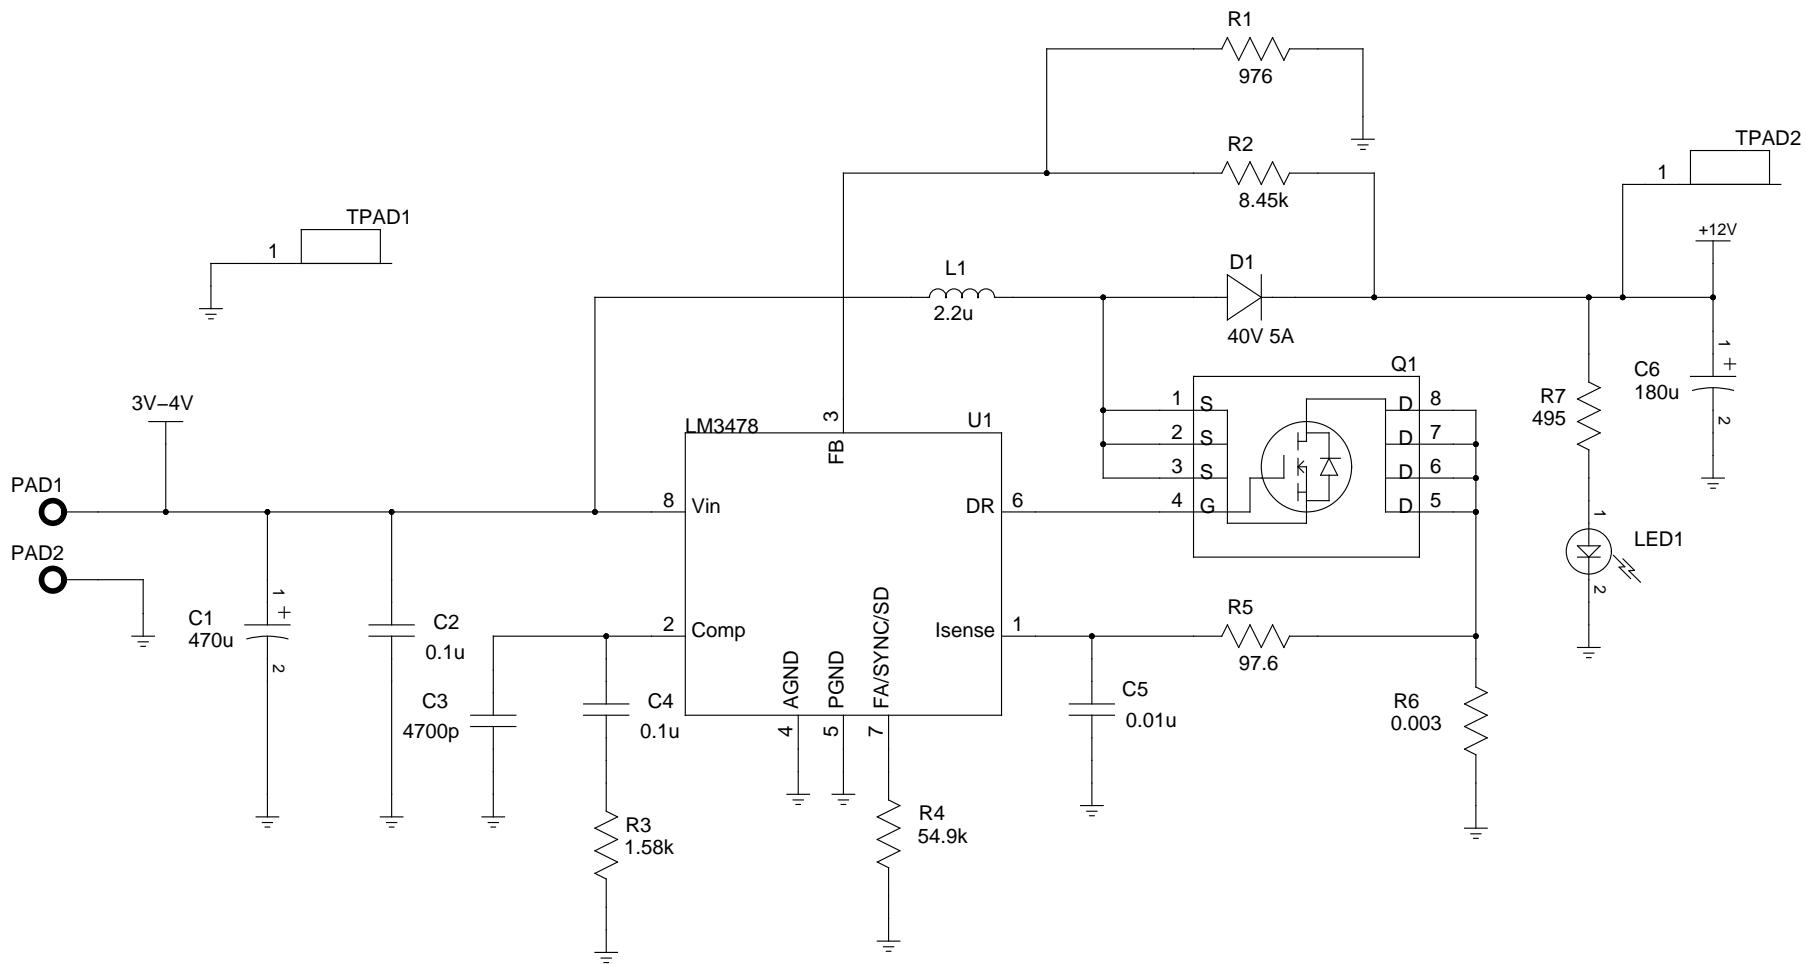 R1
976
R2
8.45k
TPAD2
1
+12V
TPAD1
1
L1
2.2u
D1
40V 5A
Q1
1 S D 8
2 S D 7
3 S D 6
4 G D 5
C6
180u
1
+
2
R7
495
1
LED1
2
3V–4V
LM3478
U1
3
FB
PAD1
8 Vin
DR 6
PAD2
C1
470u
1
+
2
C2
0.1u
2 Comp
Isense 1
R5
97.6
C3
4700p
C4
0.1u
AGND
PGND
FA/SYNC/SD
4
5
7
C5
0.01u
R6
0.003
R3
1.58k
R4
54.9k